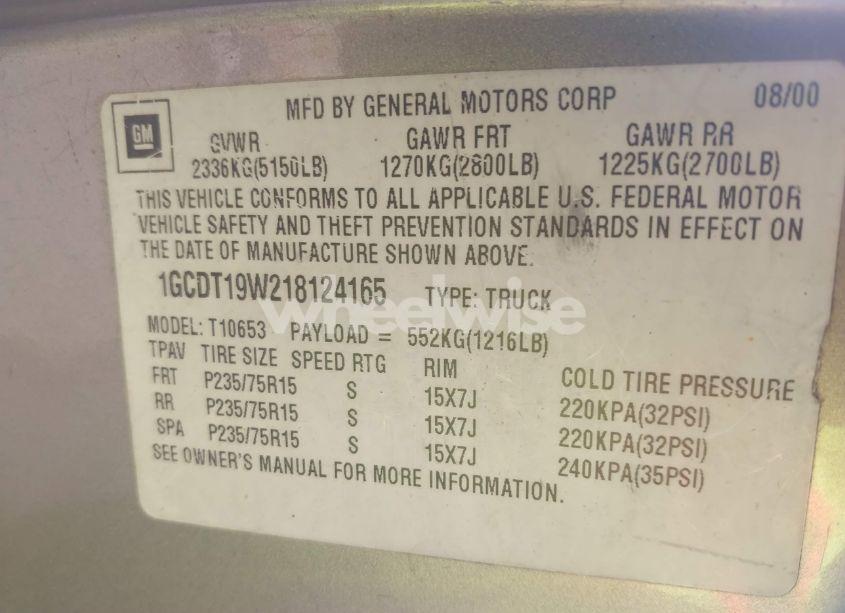 MFD BY GENERAL MOTORS CORP 08/00
GM
GVWR GAWR FRT GAWR RR
2336KG(5150LB) 1270KG(2800LB) 1225KG(2700LB)
THIS VEHICLE CONFORMS TO ALL APPLICABLE U.S. FEDERAL MOTOR
VEHICLE SAFETY AND THEFT PREVENTION STANDARDS IN EFFECT ON
THE DATE OF MANUFACTURE SHOWN ABOVE.
1GCDT19W218124165 TYPE: TRUCK
wheelwise
MODEL: T10653 PAYLOAD = 552KG(1216LB)
TPAV TIRE SIZE SPEED RTG RIM COLD TIRE PRESSURE
FRT P235/75R15 S 15X7J 220KPA(32PSI)
RR P235/75R15 S 15X7J 220KPA(32PSI)
SPA P235/75R15 S 15X7J 240KPA(35PSI)
SEE OWNER'S MANUAL FOR MORE INFORMATION.